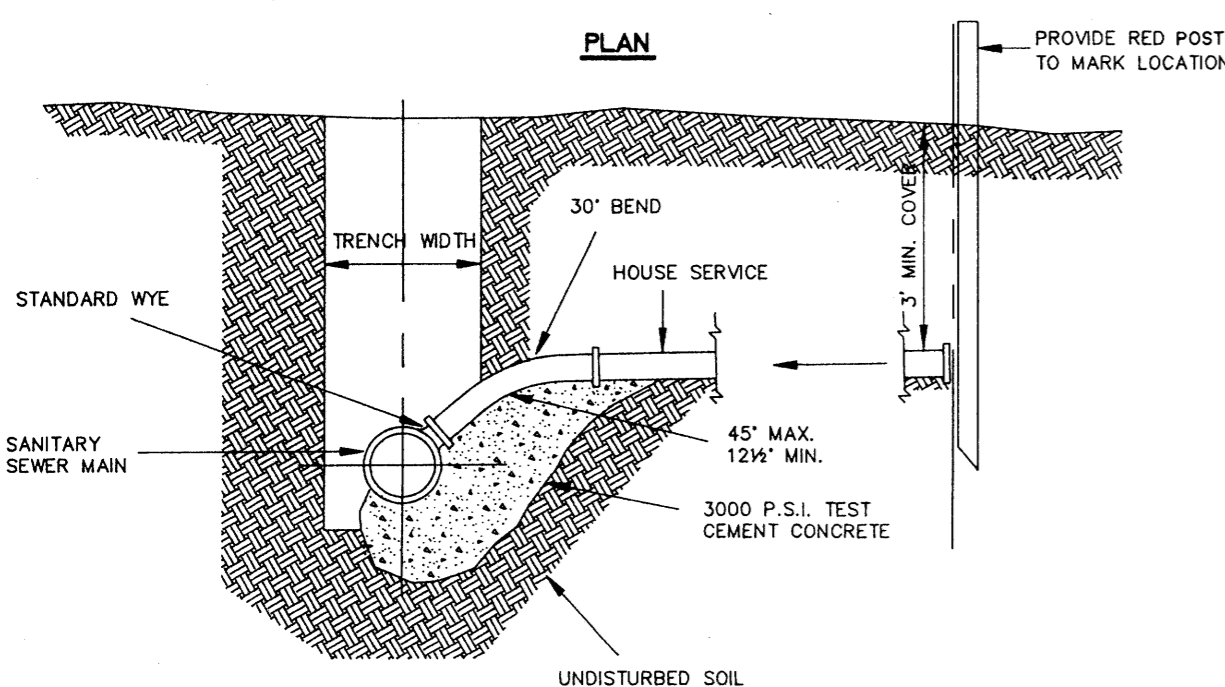 PLAN
PROVIDE RED POST
TO MARK LOCATION
30° BEND
TRENCH WIDTH
HOUSE SERVICE
3' MIN. COVER
STANDARD WYE
SANITARY
SEWER MAIN
45° MAX.
12½° MIN.
3000 P.S.I. TEST
CEMENT CONCRETE
UNDISTURBED SOIL